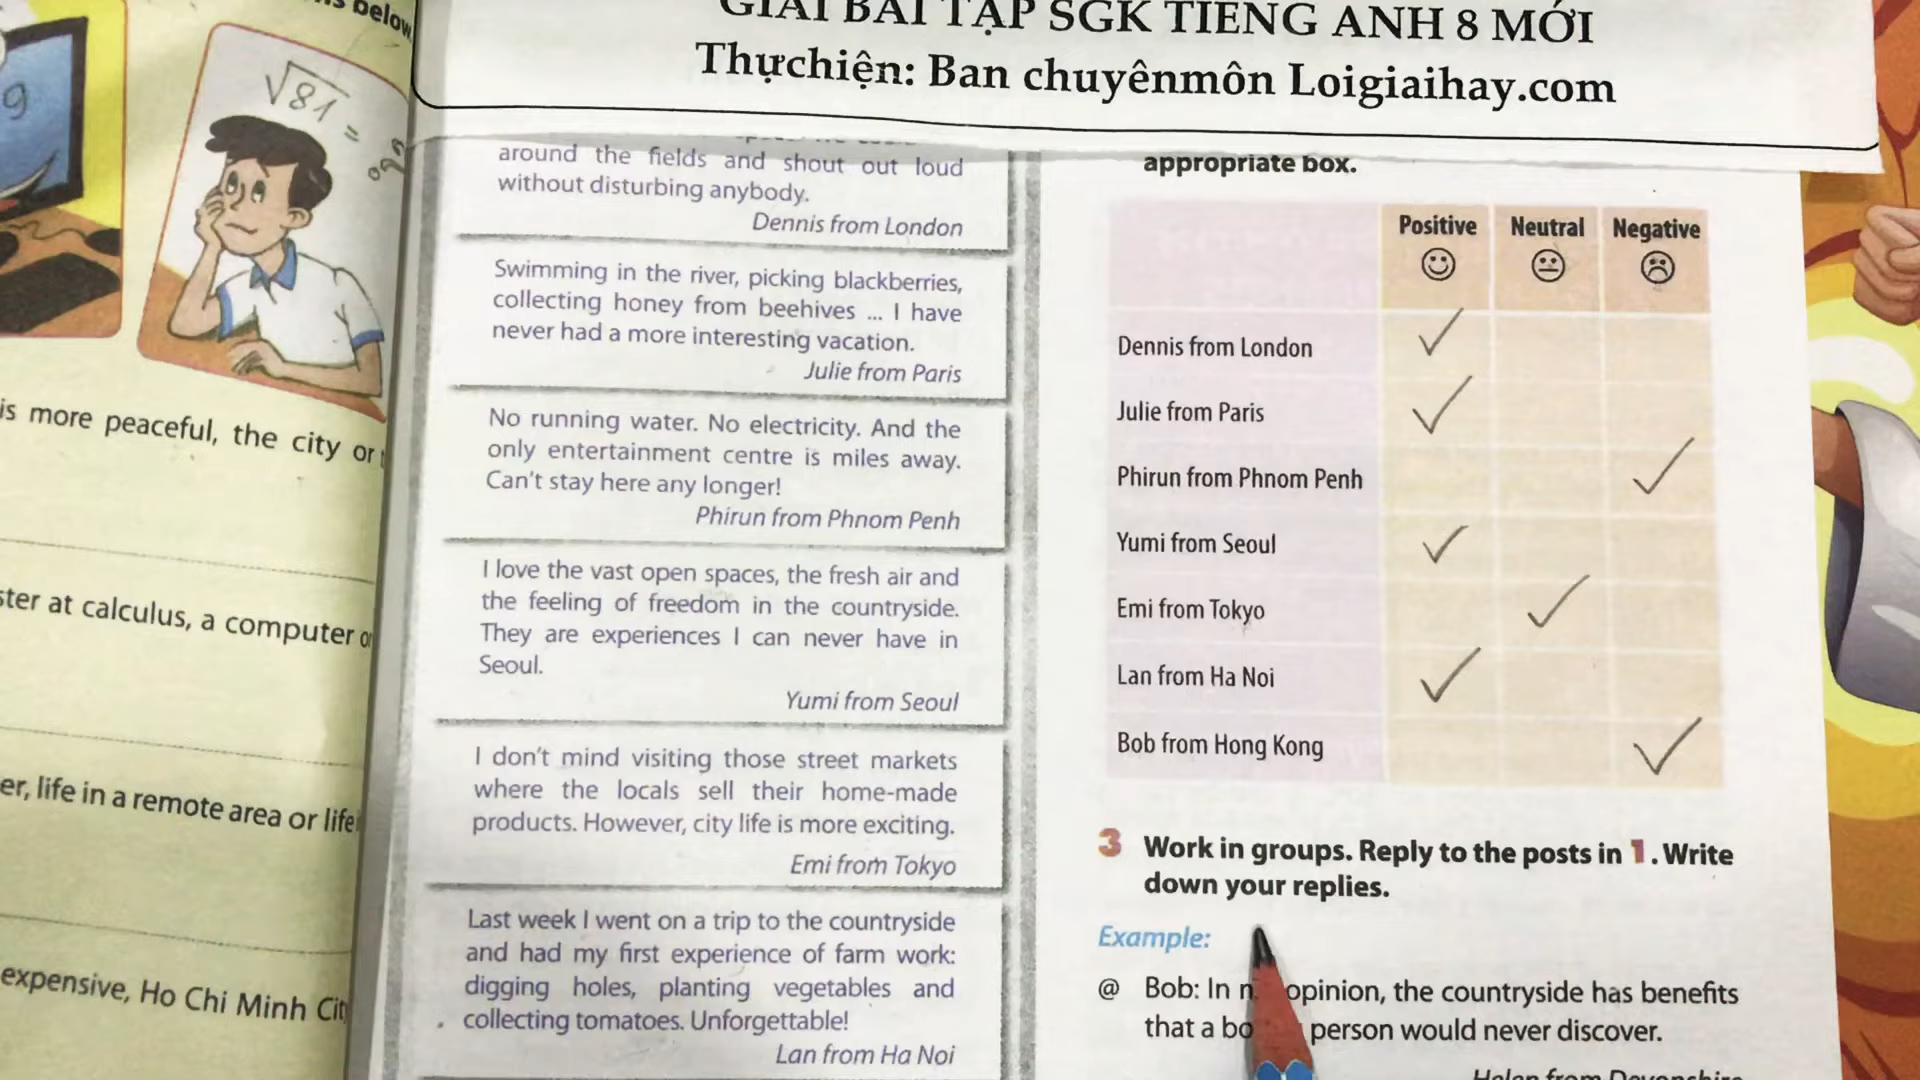 GIẢI BÀI TẬP SGK TIẾNG ANH 8 MỚI
Thựchiện: Ban chuyênmôn Loigiaihay.com
below
9
√81 =
is more peaceful, the city or
at calculus, a computer
life in a remote area or life
expensive, Ho Chi Minh
around the fields and shout out loud
without disturbing anybody.
Dennis from London
Swimming in the river, picking blackberries,
collecting honey from beehives ... I have
never had a more interesting vacation.
Julie from Paris
No running water. No electricity. And the
only entertainment centre is miles away.
Can't stay here any longer!
Phirun from Phnom Penh
I love the vast open spaces, the fresh air and
the feeling of freedom in the countryside.
They are experiences I can never have in
Seoul.
Yumi from Seoul
I don't mind visiting those street markets
where the locals sell their home-made
products. However, city life is more exciting.
Emi from Tokyo
Last week I went on a trip to the countryside
and had my first experience of farm work:
digging holes, planting vegetables and
collecting tomatoes. Unforgettable!
Lan from Ha Noi
appropriate box.
Positive Neutral Negative
Dennis from London
Julie from Paris
Phirun from Phnom Penh
Yumi from Seoul
Emi from Tokyo
Lan from Ha Noi
Bob from Hong Kong
3 Work in groups. Reply to the posts in 1. Write
down your replies.
Example:
@ Bob: In opinion, the countryside has benefits
that a person would never discover.